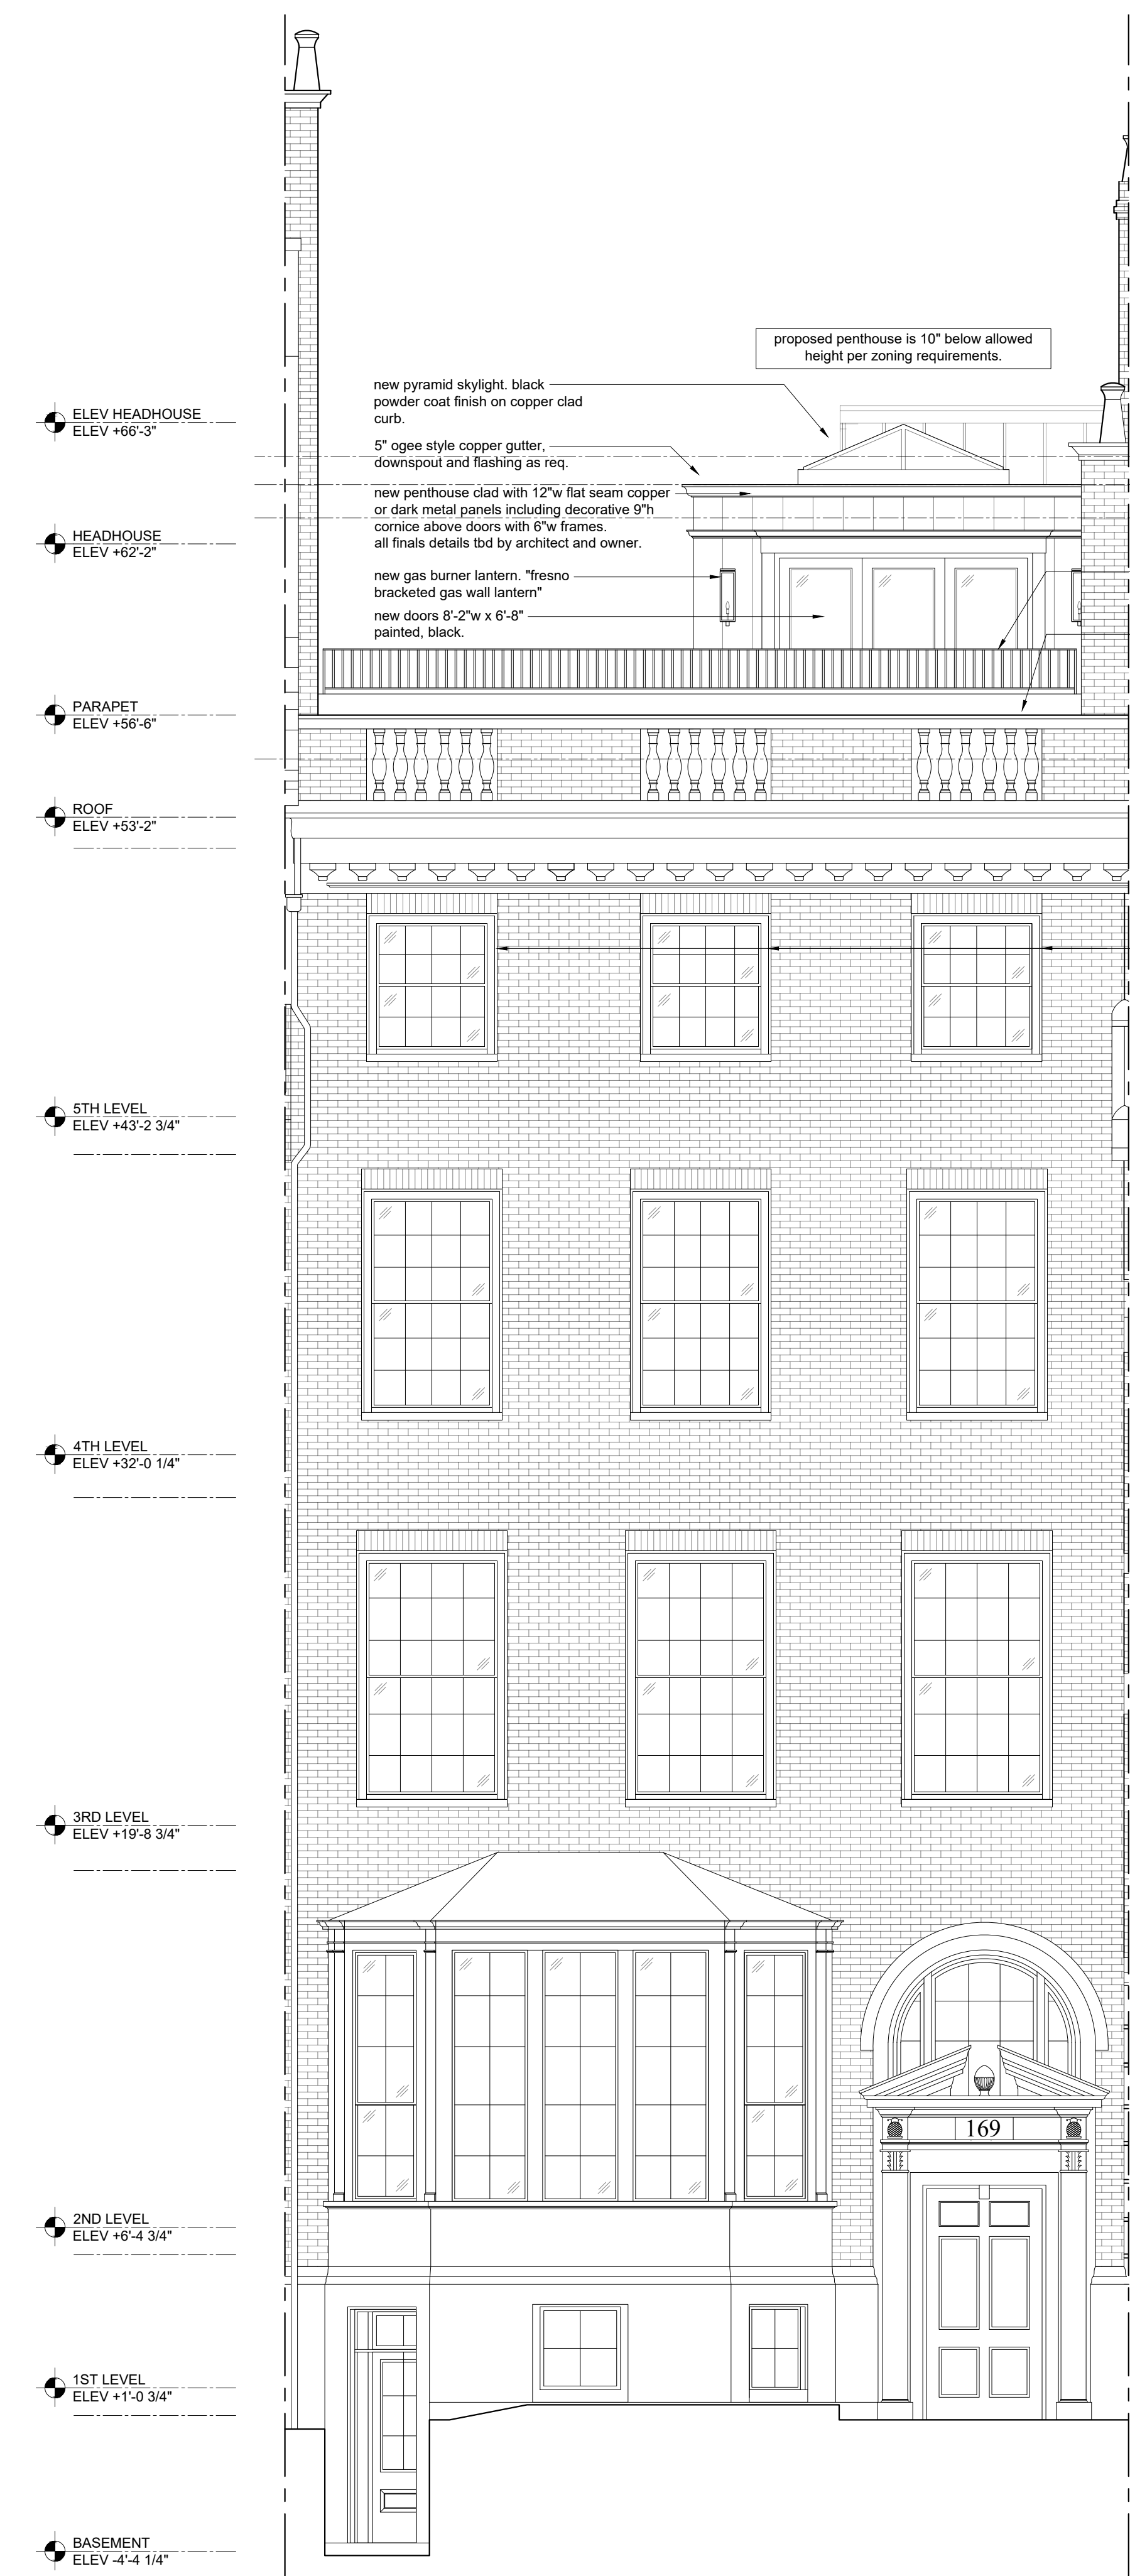 proposed penthouse is 10" below allowed
height per zoning requirements.
new pyramid skylight. black
powder coat finish on copper clad
curb.
5" ogee style copper gutter,
downspout and flashing as req.
new penthouse clad with 12"w flat seam copper
or dark metal panels including decorative 9"h
cornice above doors with 6"w frames.
all finals details tbd by architect and owner.
new gas burner lantern. "fresno
bracketed gas wall lantern"
new doors 8'-2"w x 6'-8"
painted, black.
ELEV HEADHOUSE
ELEV +66'-3"
HEADHOUSE
ELEV +62'-2"
PARAPET
ELEV +56'-6"
ROOF
ELEV +53'-2"
5TH LEVEL
ELEV +43'-2 3/4"
4TH LEVEL
ELEV +32'-0 1/4"
3RD LEVEL
ELEV +19'-8 3/4"
169
2ND LEVEL
ELEV +6'-4 3/4"
1ST LEVEL
ELEV +1'-0 3/4"
BASEMENT
ELEV -4'-4 1/4"